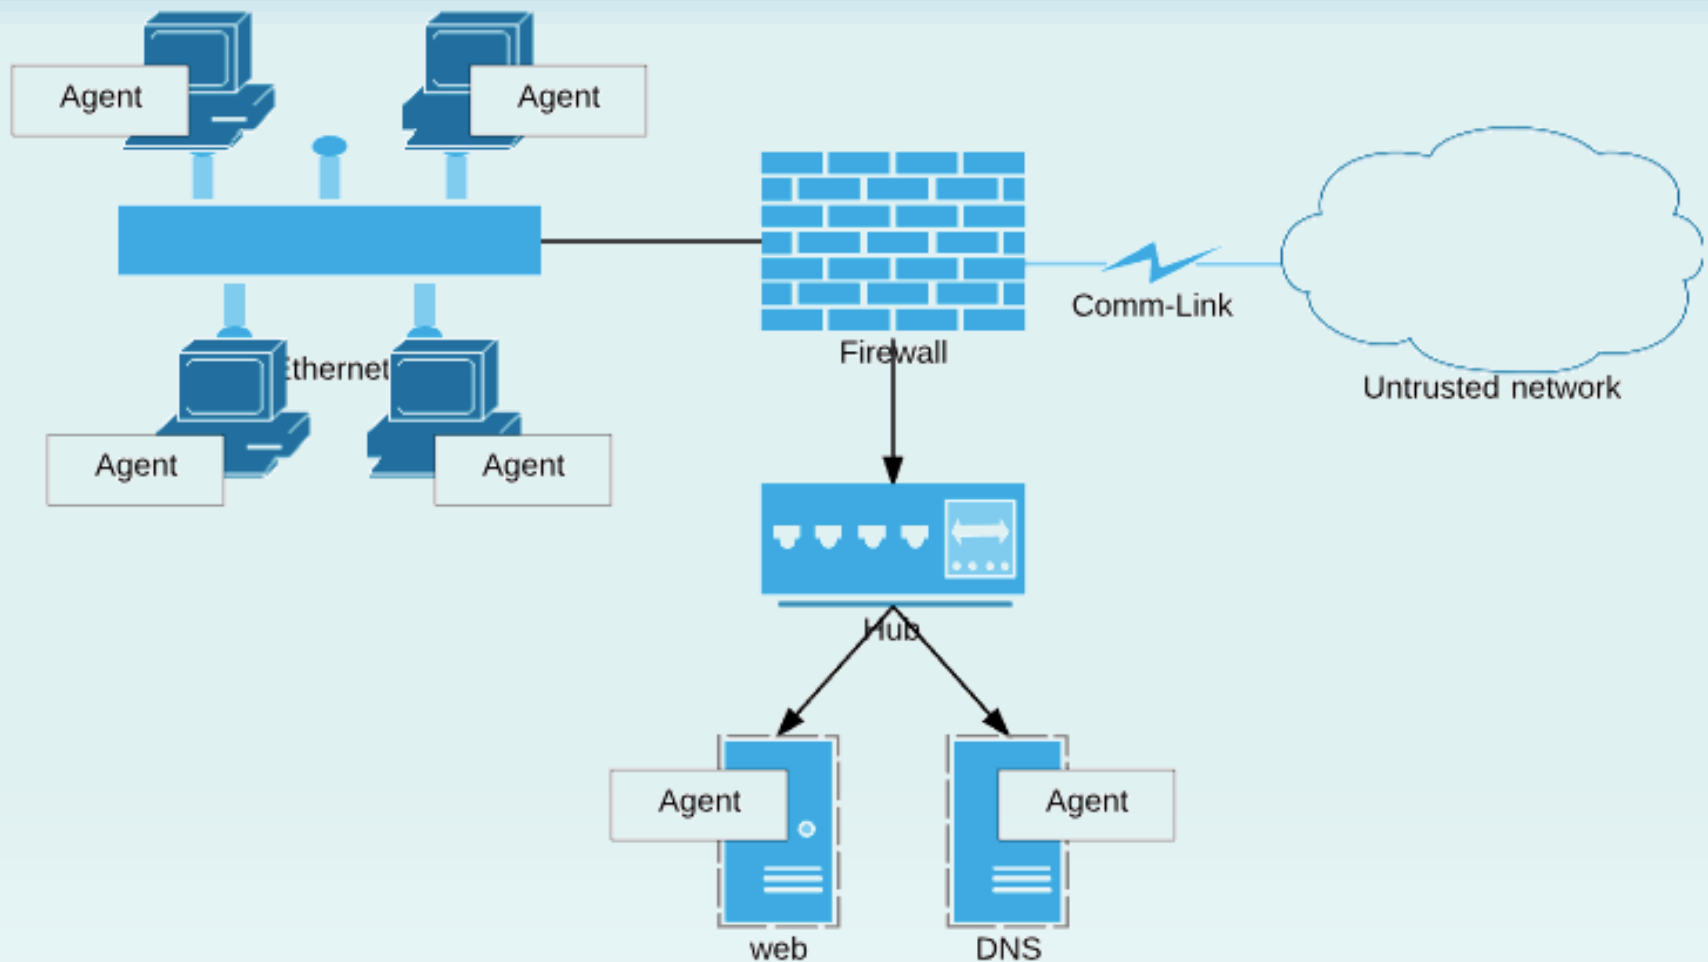 Agent
Agent
Comm-Link
Firewall
Ethernet
Untrusted network
Agent
Agent
Hub
Agent
Agent
web
DNS